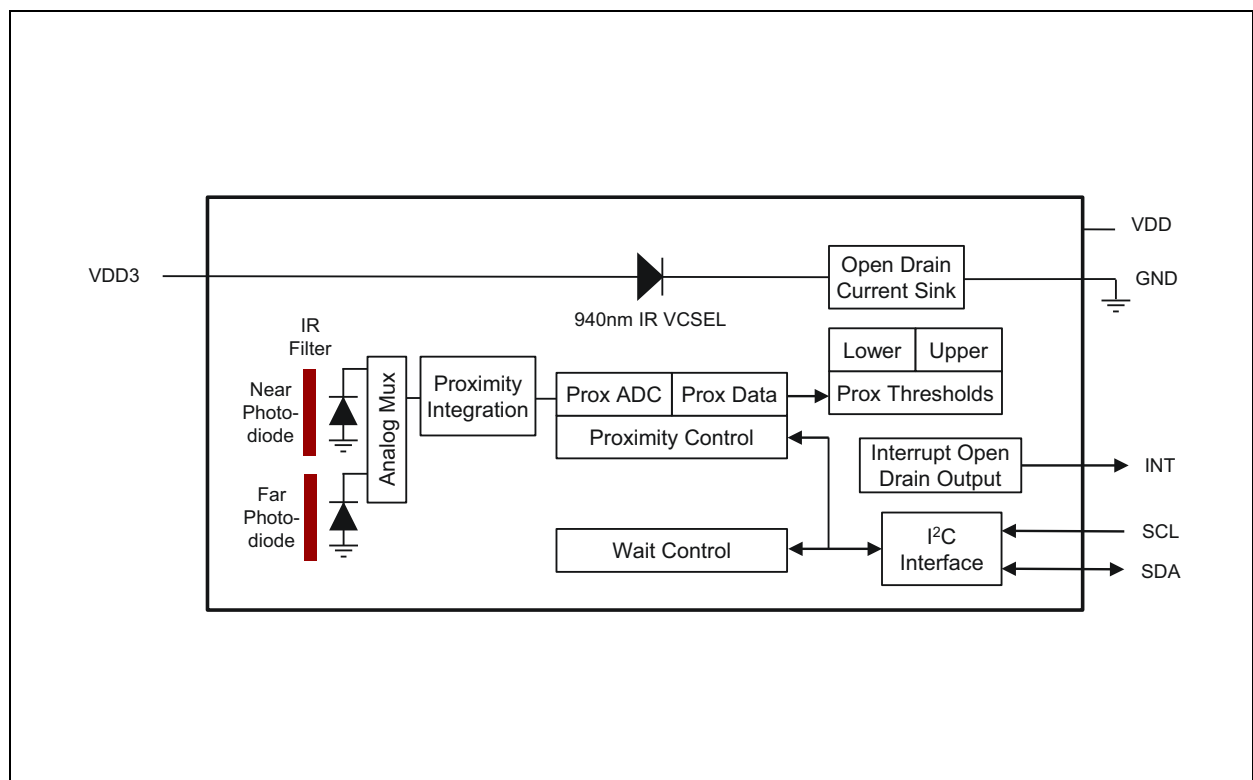 VDD
VDD3
Open Drain
Current Sink
GND
940nm IR VCSEL
IR
Filter
Near
Photo-
diode
Far
Photo-
diode
Analog Mux
Proximity
Integration
Prox ADC
Prox Data
Proximity Control
Lower
Upper
Prox Thresholds
Interrupt Open
Drain Output
INT
Wait Control
I²C
Interface
SCL
SDA